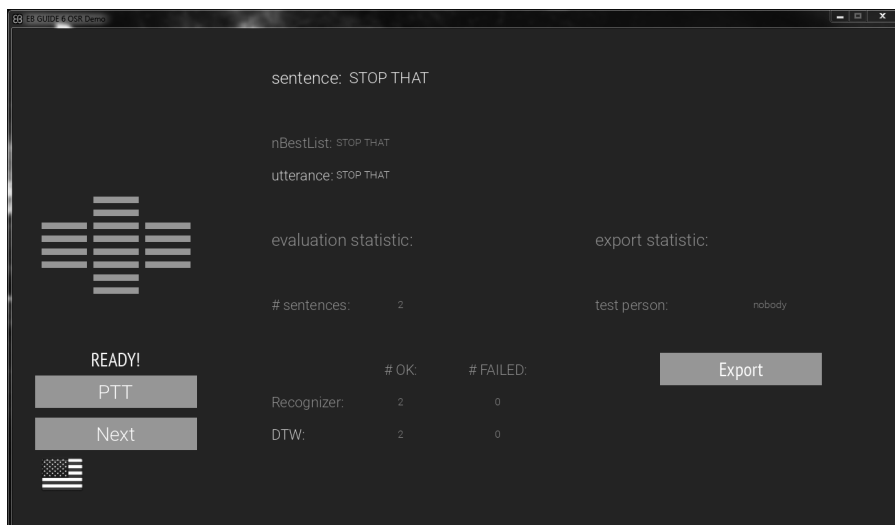 EB EB GUIDE 6 OSR Demo
sentence: STOP THAT
nBestList: STOP THAT
utterance: STOP THAT
evaluation statistic:
export statistic:
# sentences: 2
test person: nobody
READY!
PTT
Next
# OK: # FAILED:
Recognizer: 2 0
DTW: 2 0
Export